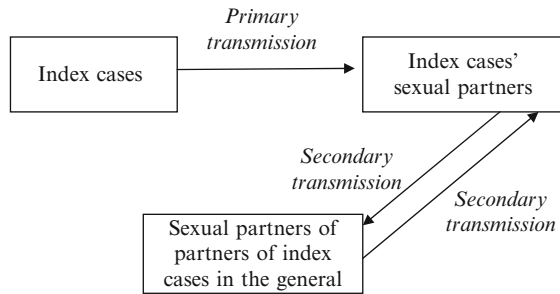 Primary
transmission
Index cases
Index cases'
sexual partners
Secondary
transmission
Secondary
transmission
Sexual partners of
partners of index
cases in the general